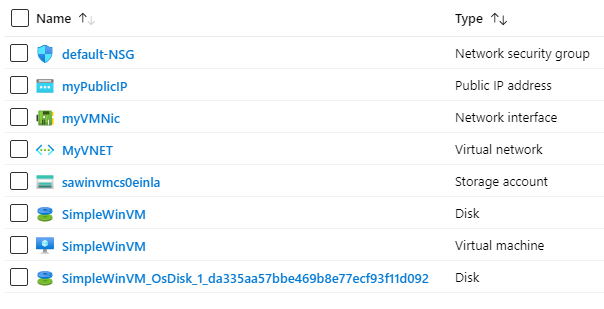 Name ↑↓ Type ↑↓
default-NSG Network security group
myPublicIP Public IP address
myVMNic Network interface
MyVNET Virtual network
sawinvmcs0einla Storage account
SimpleWinVM Disk
SimpleWinVM Virtual machine
SimpleWinVM_OsDisk_1_da335aa57bbe469b8e77ecf93f11d092 Disk